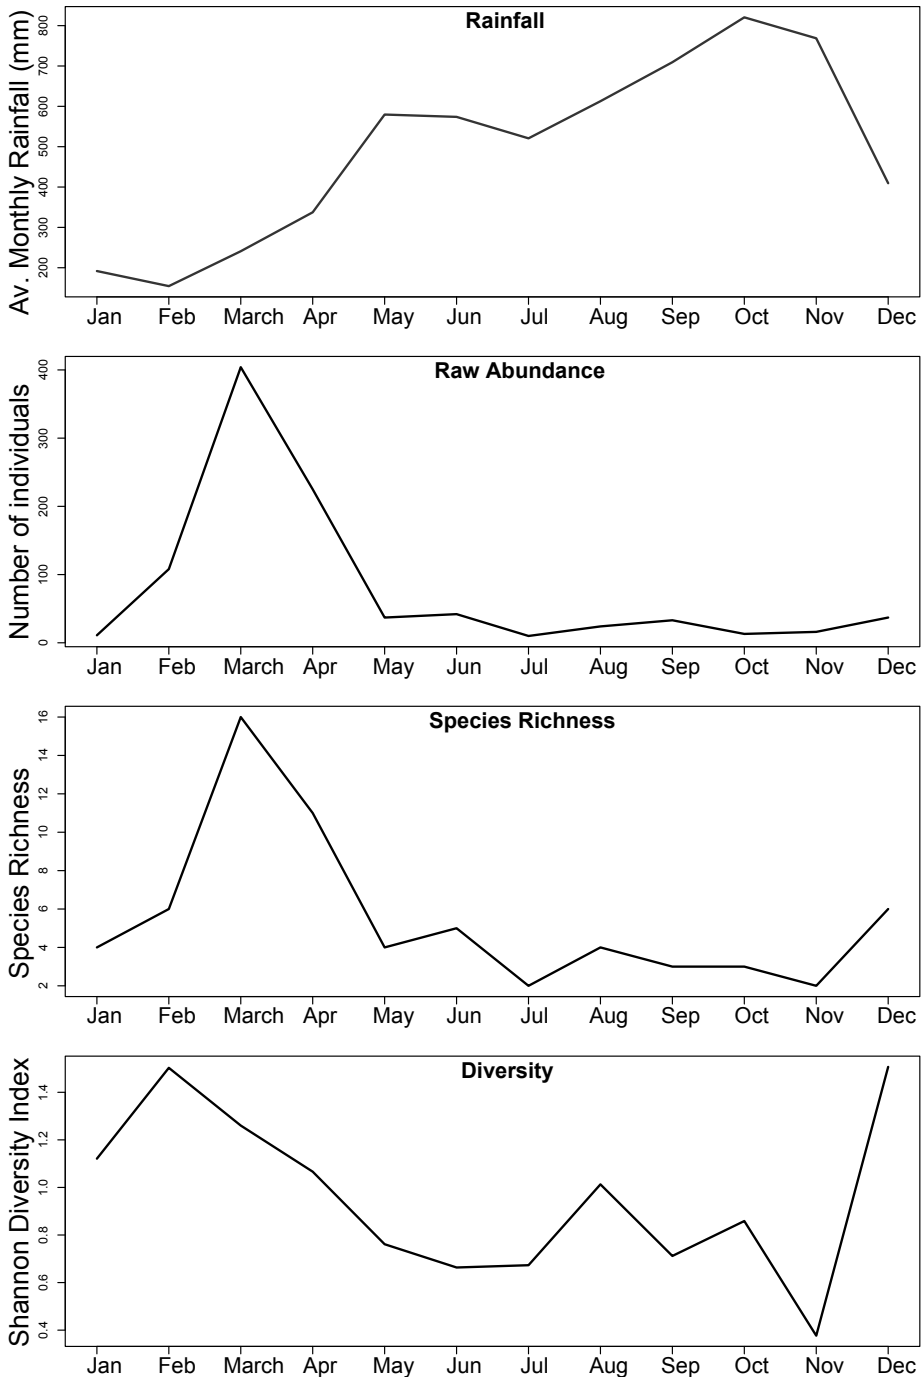 Rainfall
Av. Monthly Rainfall (mm)
800
700
600
500
400
300
200
Jan Feb March Apr May Jun Jul Aug Sep Oct Nov Dec
Raw Abundance
Number of individuals
400
300
200
100
0
Jan Feb March Apr May Jun Jul Aug Sep Oct Nov Dec
Species Richness
Species Richness
16
14
12
10
8
6
4
2
Jan Feb March Apr May Jun Jul Aug Sep Oct Nov Dec
Diversity
Shannon Diversity Index
1.4
1.2
1.0
0.8
0.6
0.4
Jan Feb March Apr May Jun Jul Aug Sep Oct Nov Dec